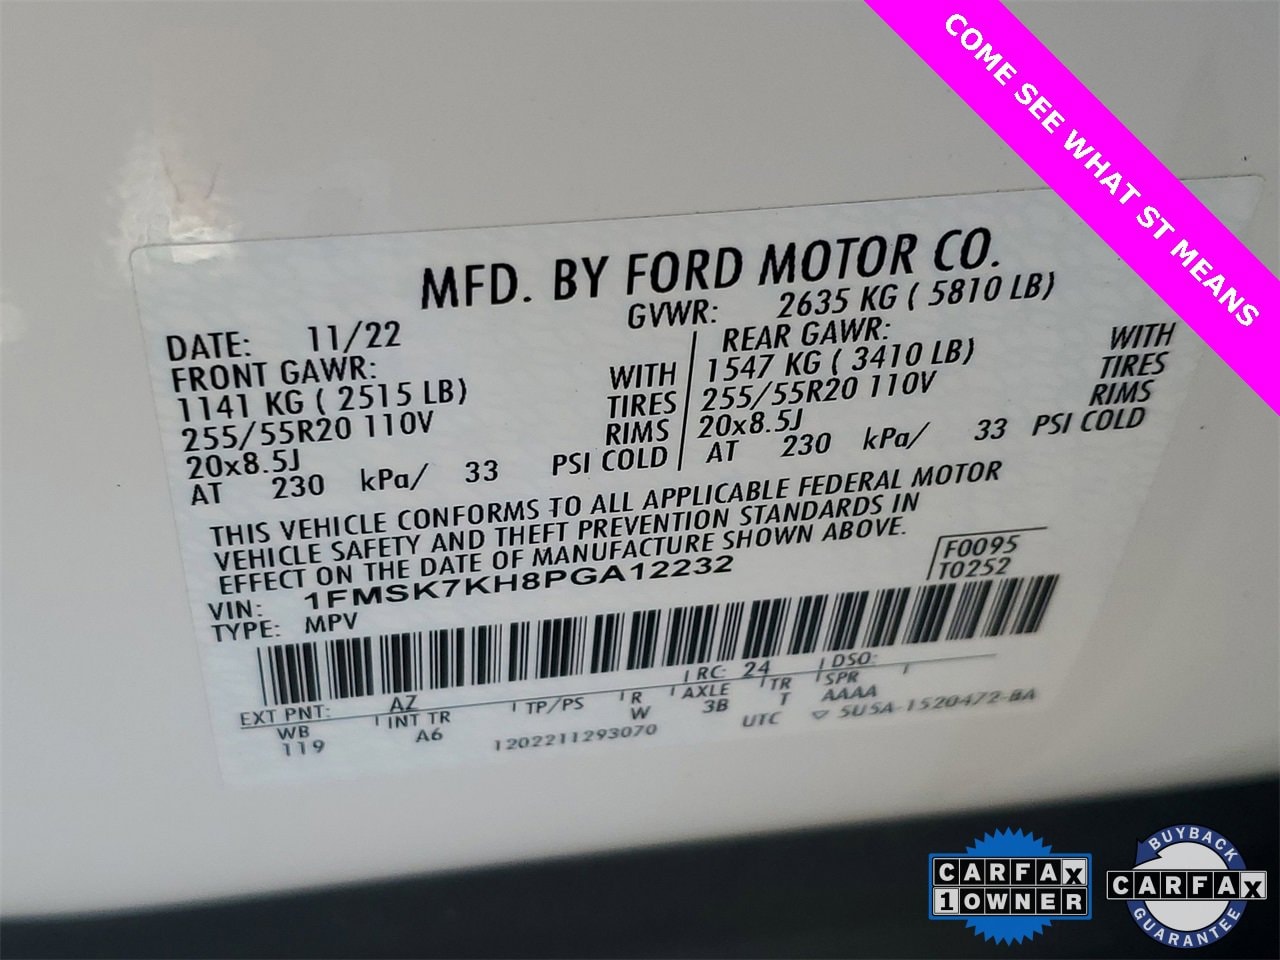 COME SEE WHAT ST MEANS
MFD. BY FORD MOTOR CO.
DATE: 11/22 GVWR: 2635 KG ( 5810 LB)
FRONT GAWR: REAR GAWR:
1141 KG ( 2515 LB) WITH 1547 KG ( 3410 LB) WITH
255/55R20 110V TIRES 255/55R20 110V TIRES
20x8.5J RIMS 20x8.5J RIMS
AT 230 kPa/ 33 PSI COLD AT 230 kPa/ 33 PSI COLD
THIS VEHICLE CONFORMS TO ALL APPLICABLE FEDERAL MOTOR
VEHICLE SAFETY AND THEFT PREVENTION STANDARDS IN
EFFECT ON THE DATE OF MANUFACTURE SHOWN ABOVE.
VIN: 1FMSK7KH8PGA12232 F0095
TYPE: MPV T0252
EXT PNT: AZ RC: 24 DSO:
WB INT TR TP/PS R AXLE TR SPR
119 A6 W 3B T AAAA
1202211293070 UTC ▽ 5U5A-1520472-BA
CARFAX
1 OWNER
BUYBACK
CARFAX
GUARANTEE